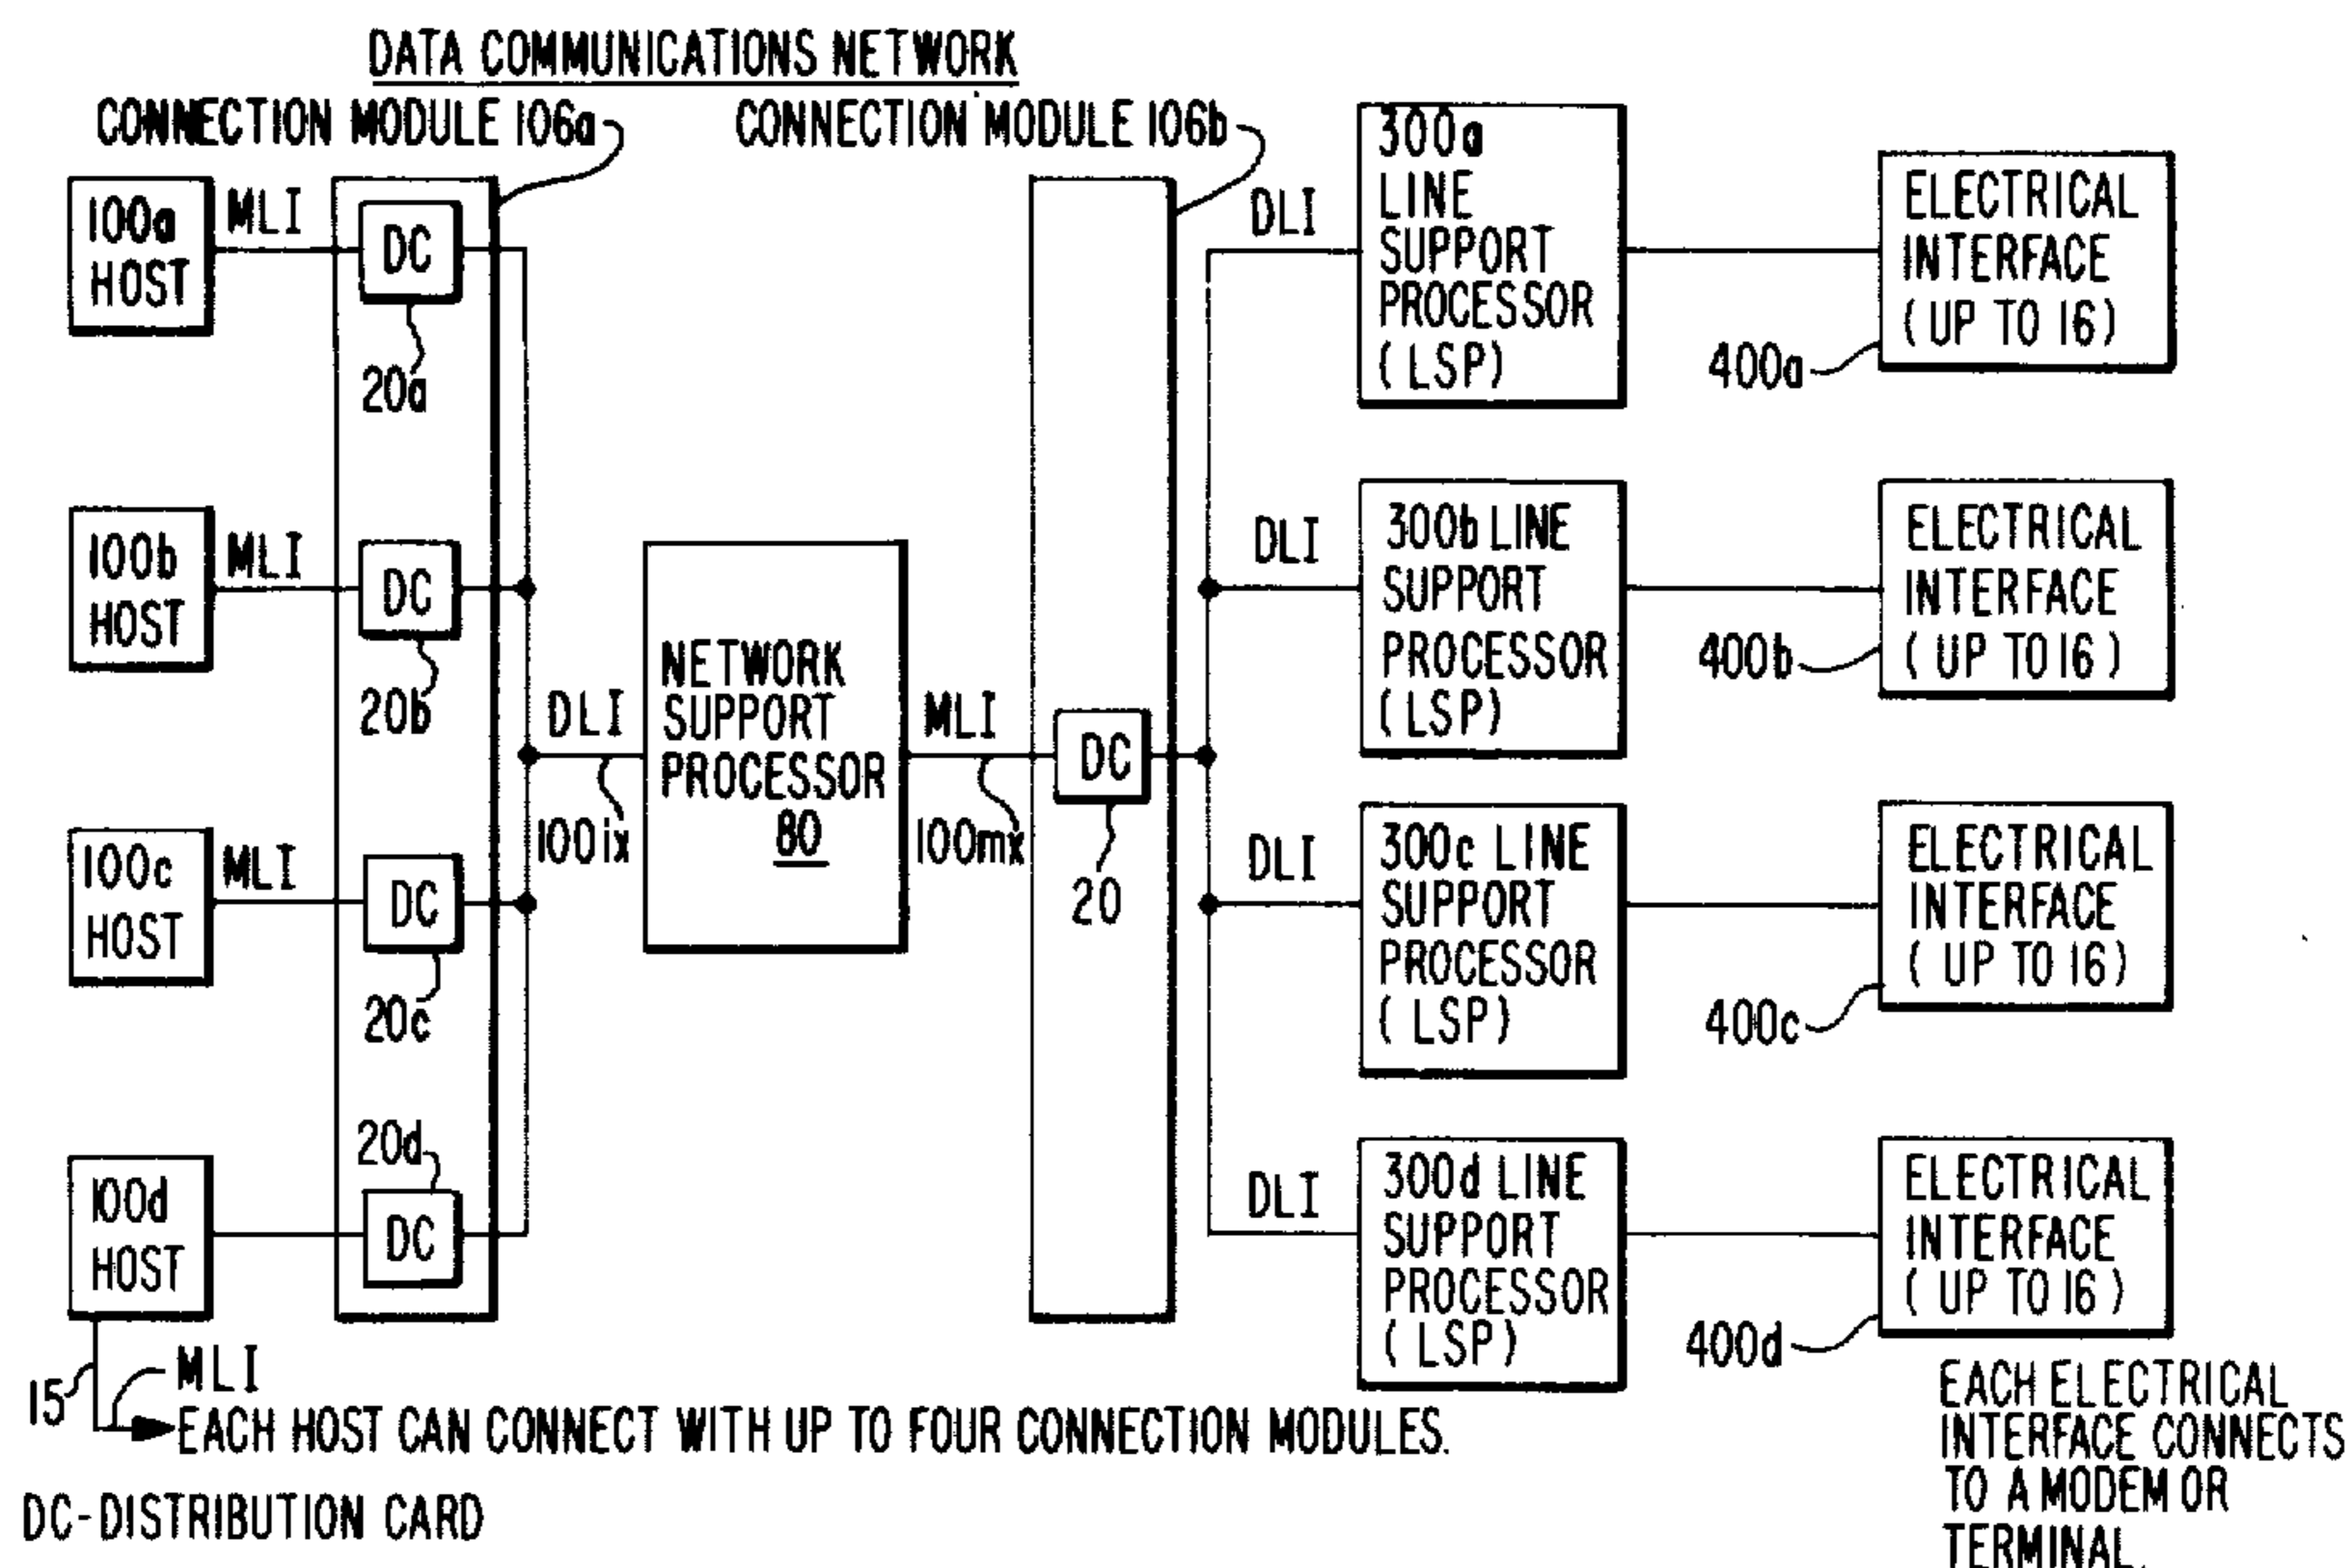 DATA COMMUNICATIONS NETWORK
CONNECTION MODULE 106a
CONNECTION MODULE 106b
100a
HOST
MLI
DC
20a
100b
HOST
MLI
DC
20b
100c
HOST
MLI
DC
20c
100d
HOST
20d
DC
15
MLI
EACH HOST CAN CONNECT WITH UP TO FOUR CONNECTION MODULES.
DC-DISTRIBUTION CARD
DLI
100ix
NETWORK
SUPPORT
PROCESSOR
80
MLI
100mx
DC
20
DLI
300a
LINE
SUPPORT
PROCESSOR
(LSP)
400a
ELECTRICAL
INTERFACE
(UP TO 16)
DLI
300b LINE
SUPPORT
PROCESSOR
(LSP)
400b
ELECTRICAL
INTERFACE
(UP TO 16)
DLI
300c LINE
SUPPORT
PROCESSOR
(LSP)
400c
ELECTRICAL
INTERFACE
(UP TO 16)
DLI
300d LINE
SUPPORT
PROCESSOR
(LSP)
400d
ELECTRICAL
INTERFACE
(UP TO 16)
EACH ELECTRICAL
INTERFACE CONNECTS
TO A MODEM OR
TERMINAL.